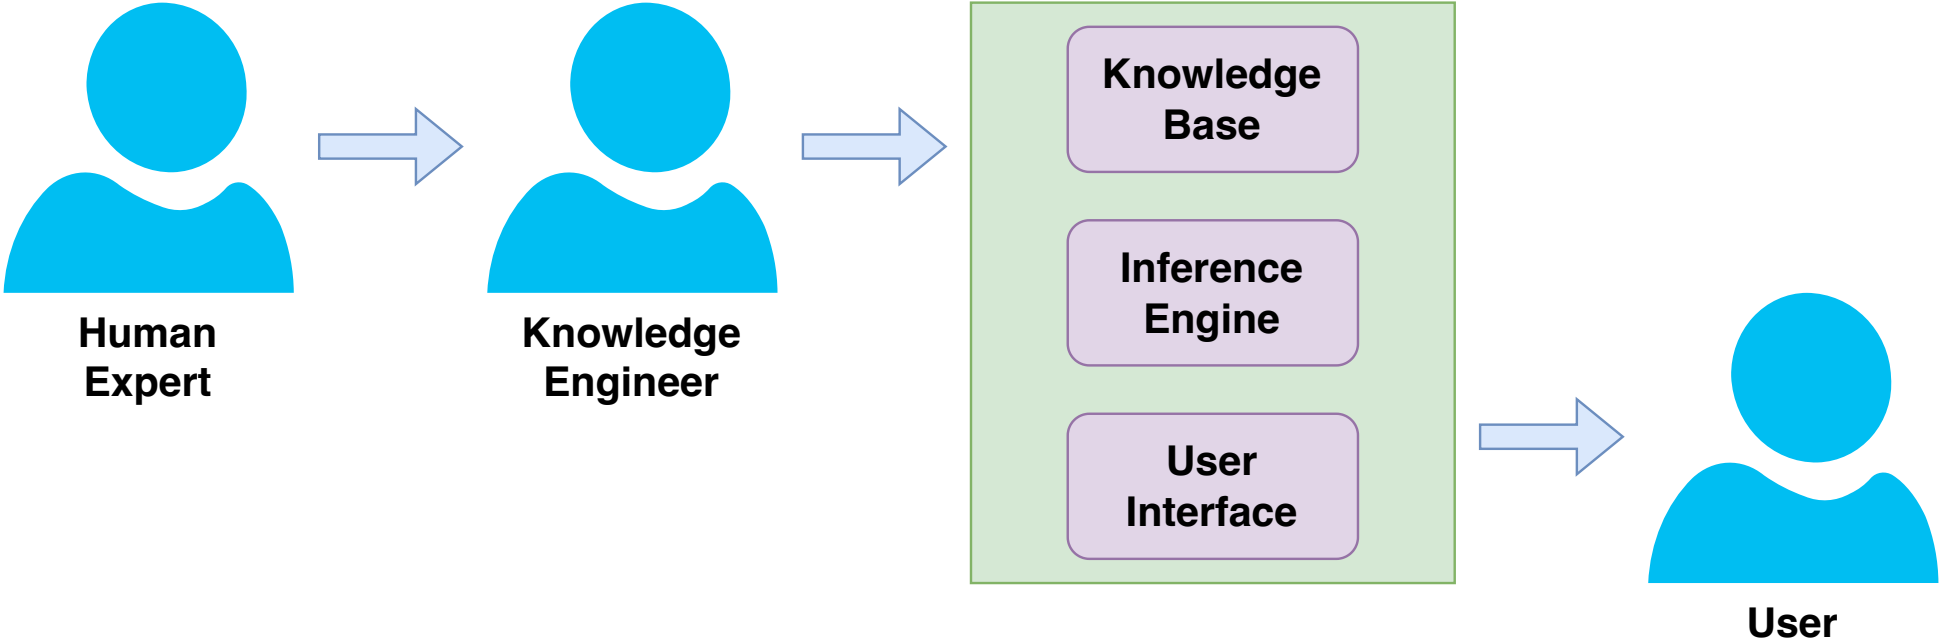 Human
Expert
Knowledge
Engineer
Knowledge
Base
Inference
Engine
User
Interface
User